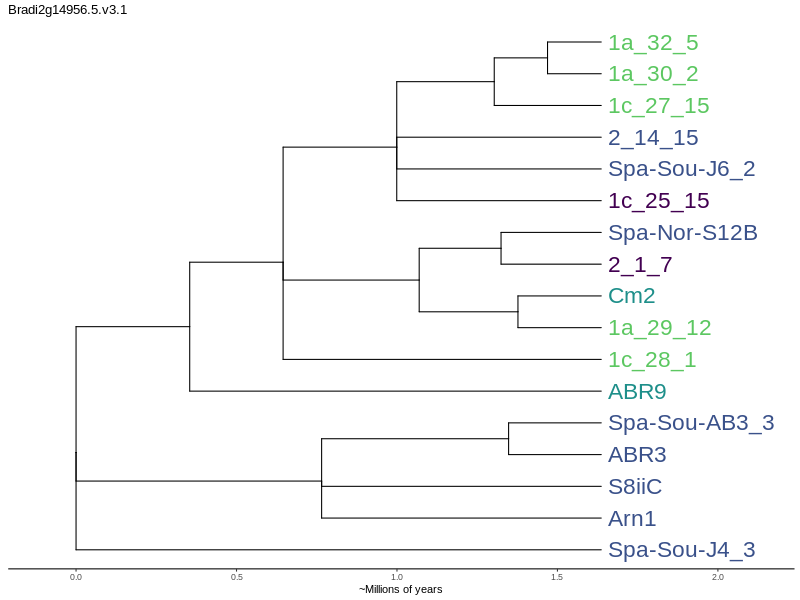 Bradi2g14956.5.v3.1
1a_32_5
1a_30_2
1c_27_15
2_14_15
Spa-Sou-J6_2
1c_25_15
Spa-Nor-S12B
2_1_7
Cm2
1a_29_12
1c_28_1
ABR9
Spa-Sou-AB3_3
ABR3
S8iiC
Arn1
Spa-Sou-J4_3
0.0 0.5 1.0 1.5 2.0
~Millions of years